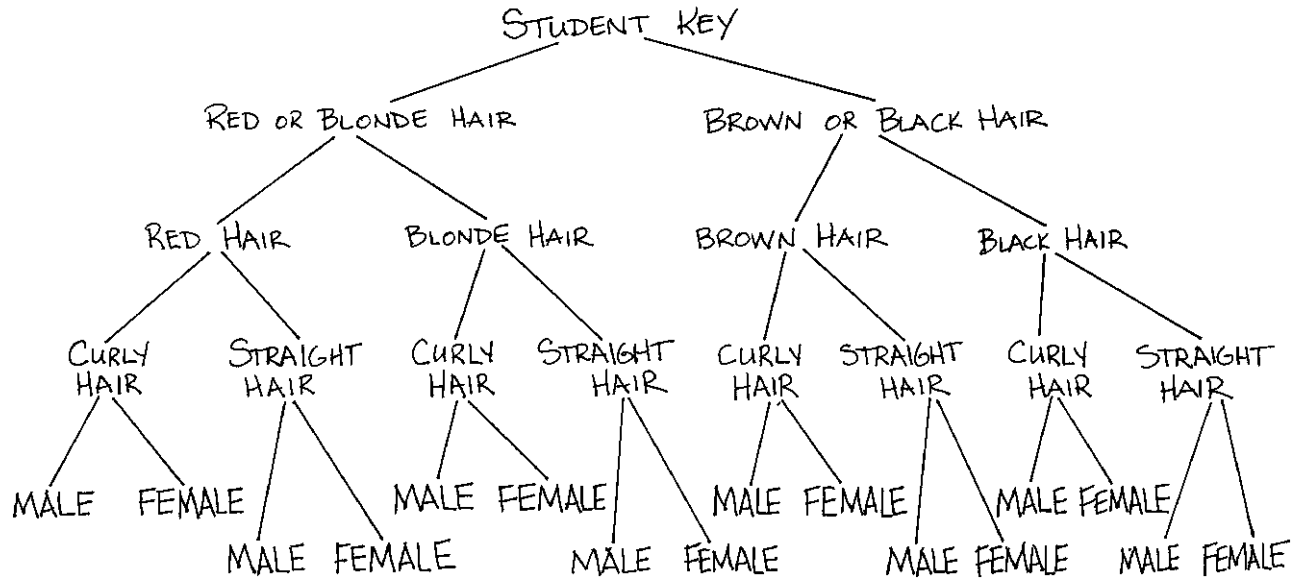 STUDENT KEY
RED OR BLONDE HAIR BROWN OR BLACK HAIR
RED HAIR BLONDE HAIR BROWN HAIR BLACK HAIR
CURLY STRAIGHT CURLY STRAIGHT CURLY STRAIGHT CURLY STRAIGHT
HAIR HAIR HAIR HAIR HAIR HAIR HAIR HAIR
MALE FEMALE MALE FEMALE MALE FEMALE MALE FEMALE
MALE FEMALE MALE FEMALE MALE FEMALE MALE FEMALE